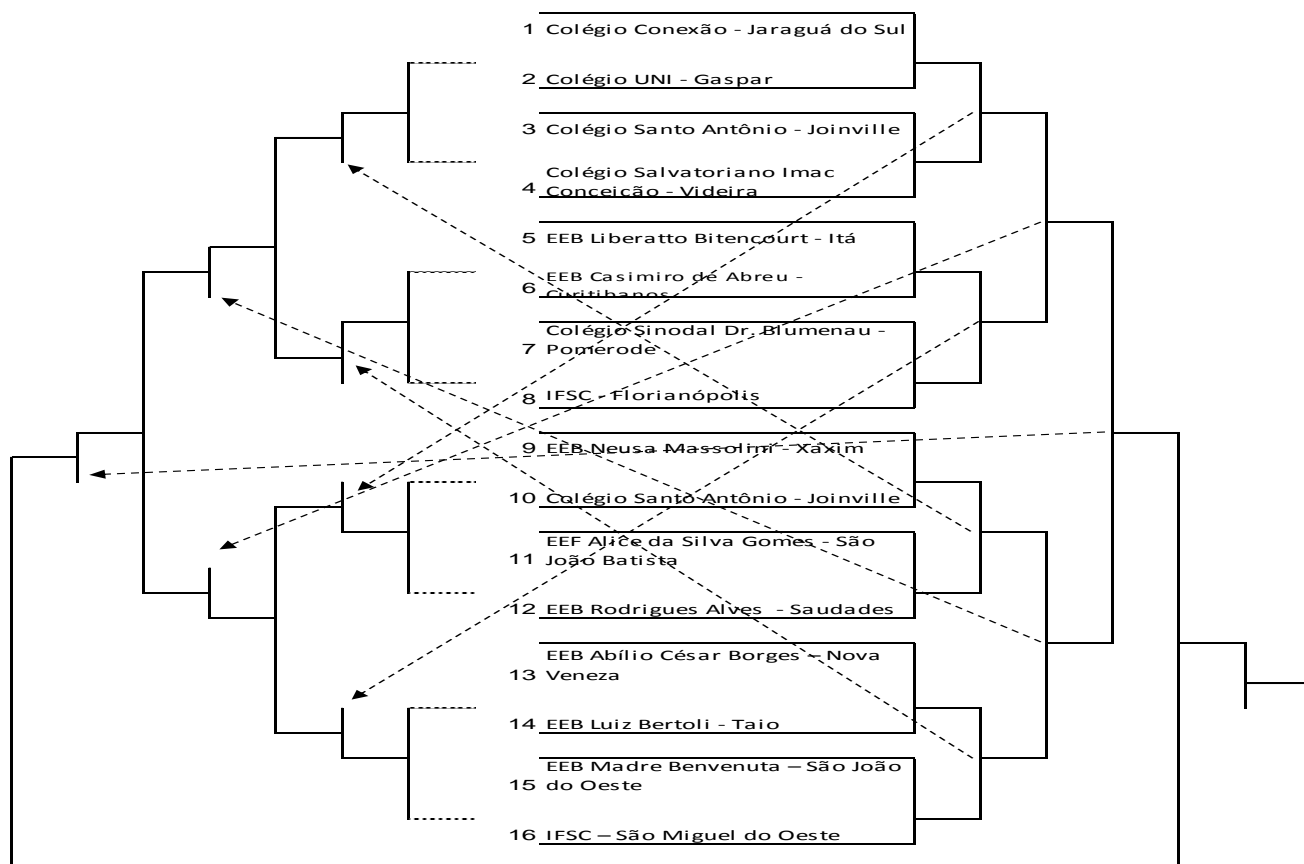 1 Colégio Conexão - Jaraguá do Sul
2 Colégio UNI - Gaspar
3 Colégio Santo Antônio - Joinville
Colégio Salvatoriano Imac
4 Conceição - Videira
5 EEB Liberatto Bitencourt - Itá
EEB Casimiro de Abreu -
6 Curitibanos
Colégio Sinodal Dr. Blumenau -
7 Pomerode
8 IFSC - Florianópolis
9 EEB Neusa Massolini - Xaxim
10 Colégio Santo Antônio - Joinville
EEF Alice da Silva Gomes - São
11 João Batista
12 EEB Rodrigues Alves - Saudades
EEB Abílio César Borges – Nova
13 Veneza
14 EEB Luiz Bertoli - Taio
EEB Madre Benvenuta – São João
15 do Oeste
16 IFSC – São Miguel do Oeste